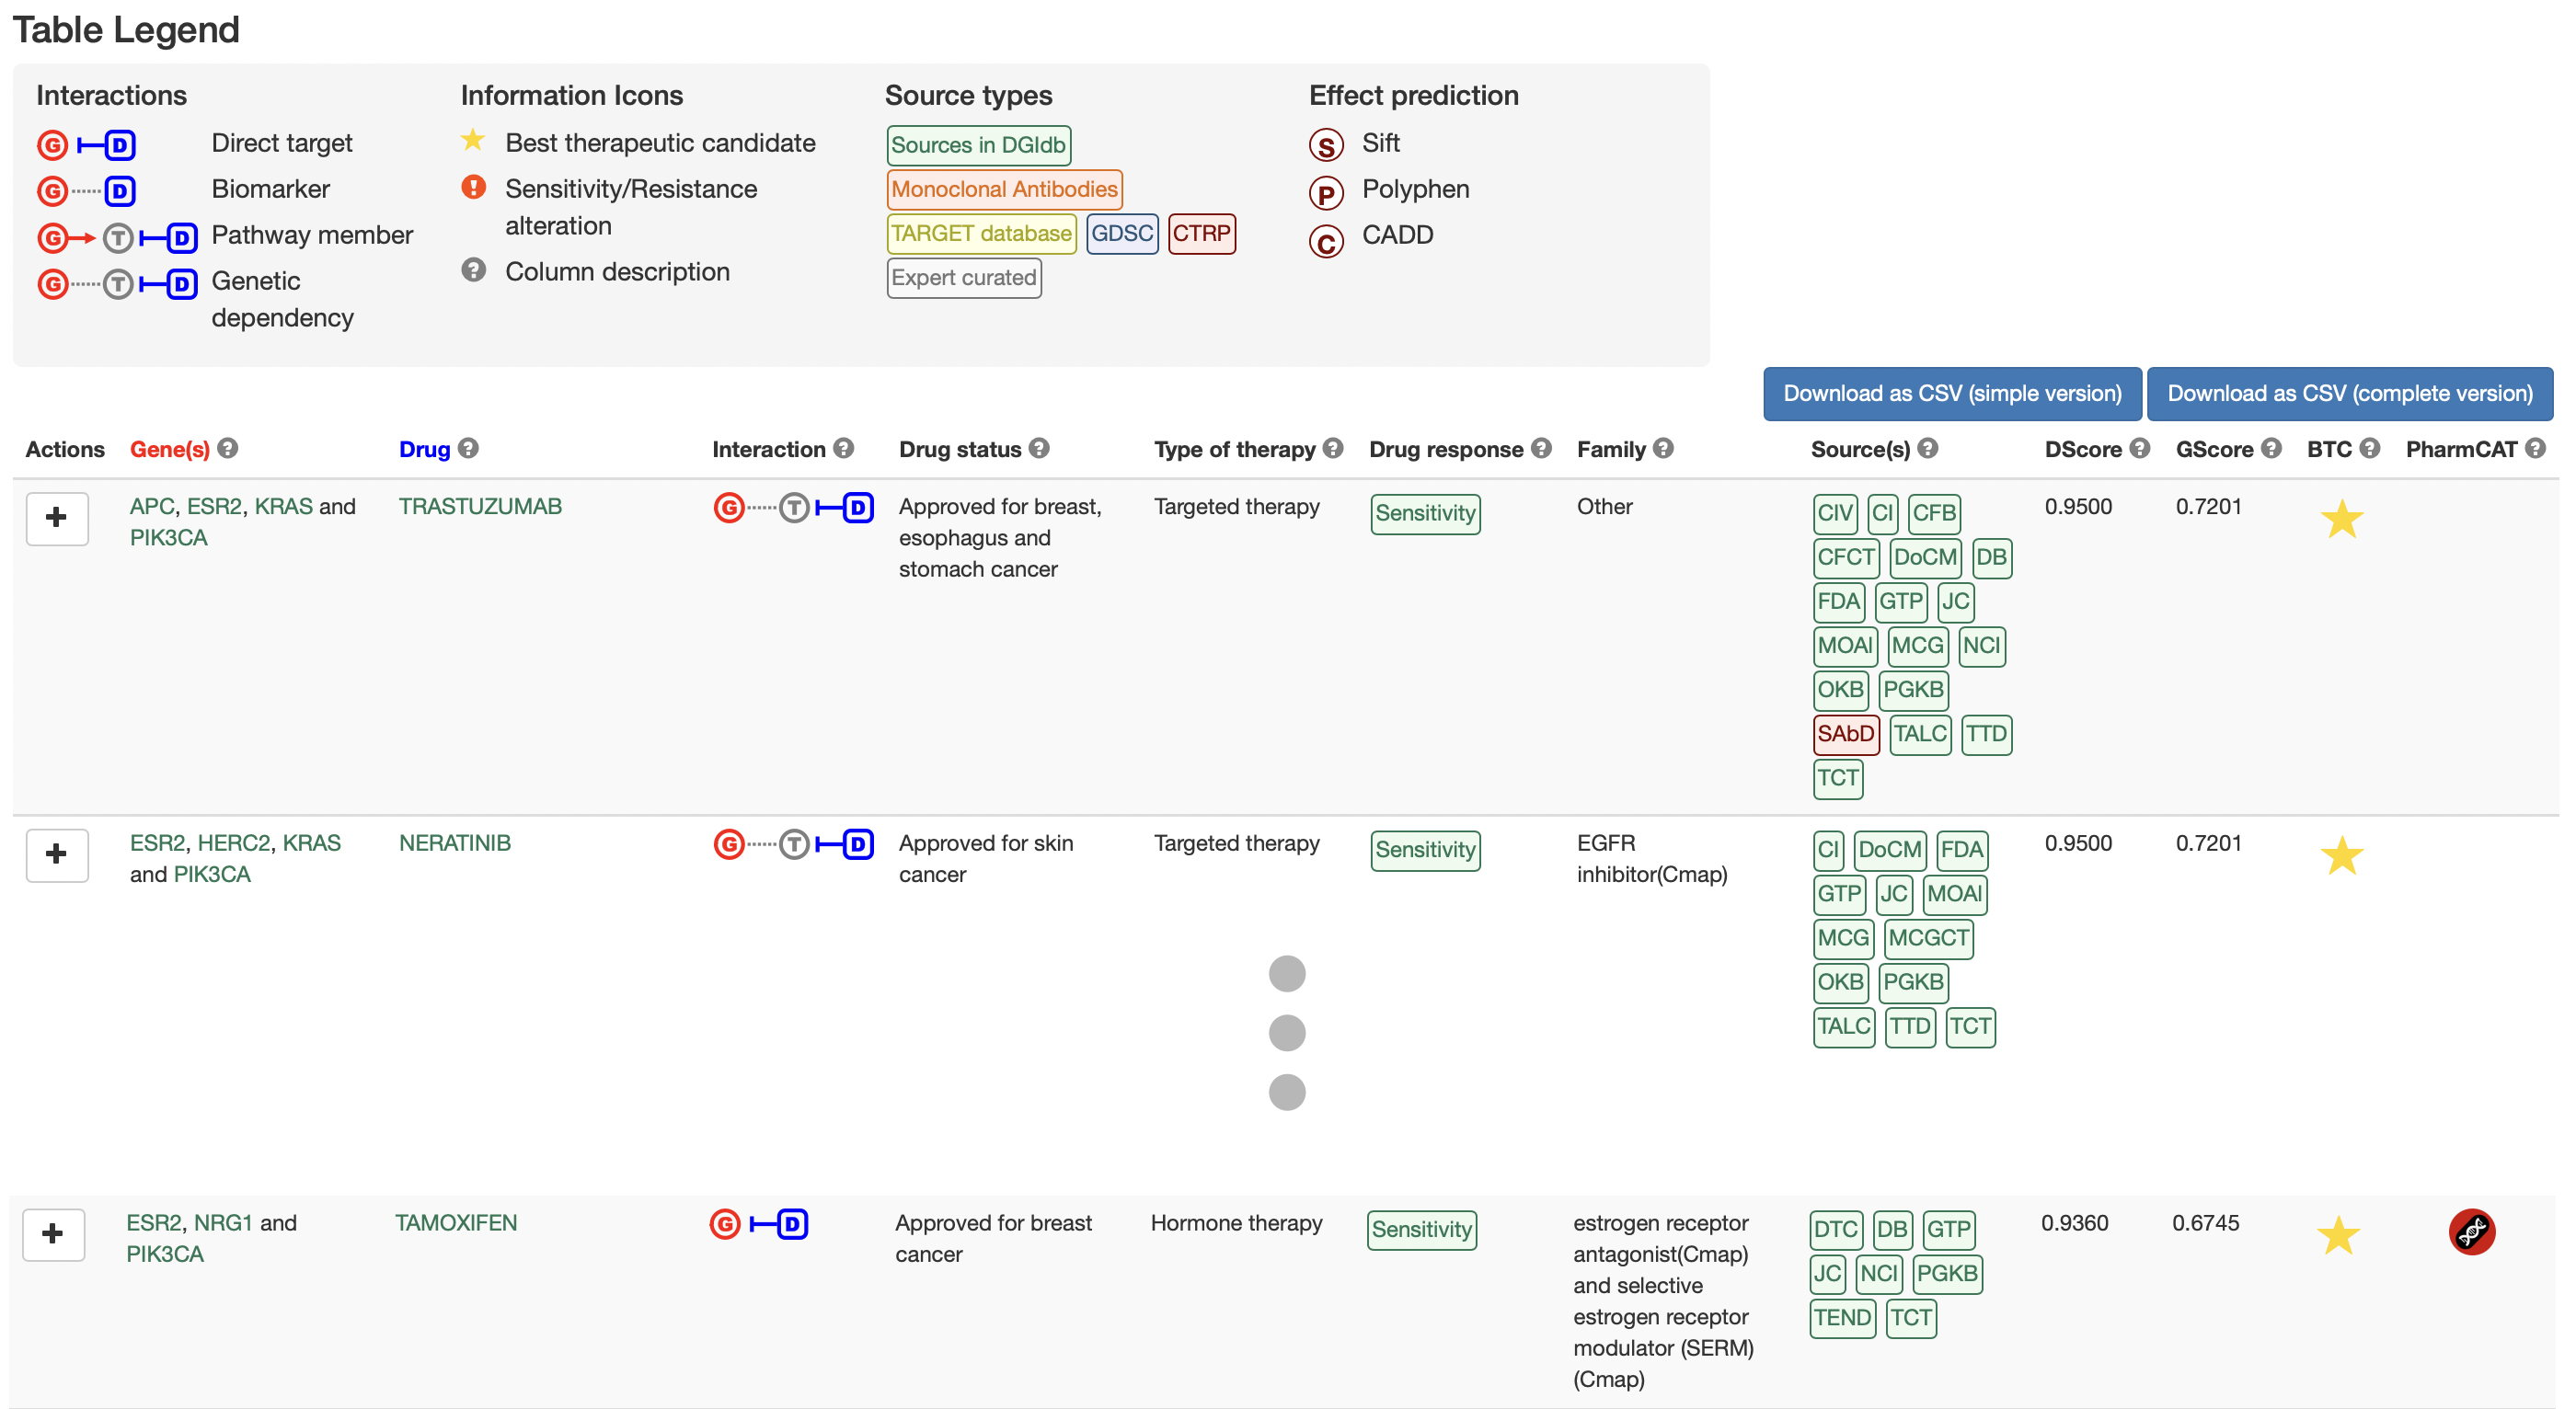 Table Legend
Interactions
G D Direct target
G D Biomarker
G T D Pathway member
G T D Genetic
dependency
Information Icons
Best therapeutic candidate
! Sensitivity/Resistance
alteration
? Column description
Source types
Sources in DGIdb
Monoclonal Antibodies
TARGET database GDSC CTRP
Expert curated
Effect prediction
S Sift
P Polyphen
C CADD
Download as CSV (simple version) Download as CSV (complete version)
Actions Gene(s) ? Drug ? Interaction ? Drug status ? Type of therapy ? Drug response ? Family ? Source(s) ? DScore ? GScore ? BTC ? PharmCAT ?
+
APC, ESR2, KRAS and
PIK3CA
TRASTUZUMAB
G T D
Approved for breast,
esophagus and
stomach cancer
Targeted therapy
Sensitivity
Other
CIV CI CFB
CFCT DoCM DB
FDA GTP JC
MOAI MCG NCI
OKB PGKB
SAbD TALC TTD
TCT
0.9500
0.7201
+
ESR2, HERC2, KRAS
and PIK3CA
NERATINIB
G T D
Approved for skin
cancer
Targeted therapy
Sensitivity
EGFR
inhibitor(Cmap)
CI DoCM FDA
GTP JC MOAI
MCG MCGCT
OKB PGKB
TALC TTD TCT
0.9500
0.7201
+
ESR2, NRG1 and
PIK3CA
TAMOXIFEN
G D
Approved for breast
cancer
Hormone therapy
Sensitivity
estrogen receptor
antagonist(Cmap)
and selective
estrogen receptor
modulator (SERM)
(Cmap)
DTC DB GTP
JC NCI PGKB
TEND TCT
0.9360
0.6745